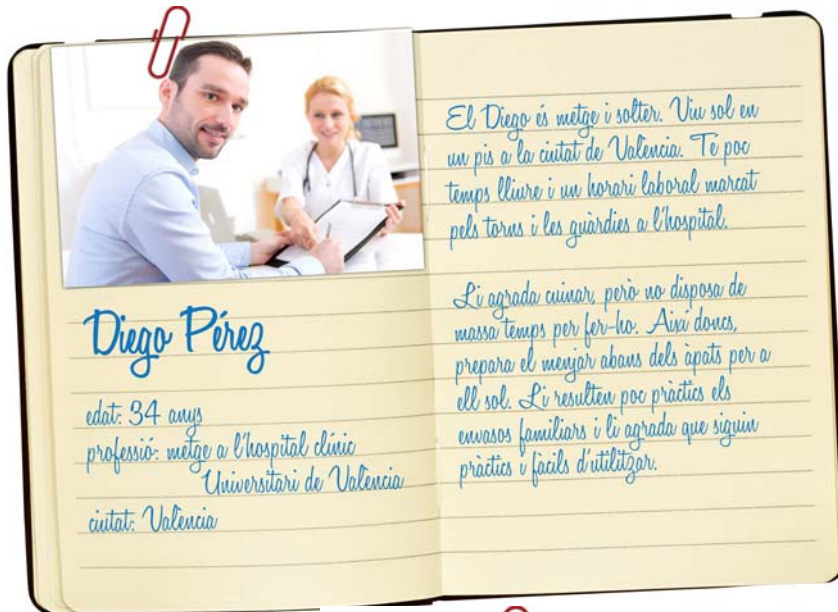 Diego Pérez
edat: 34 anys
professió: metge a l'hospital clínic
Universitari de València
ciutat: València
El Diego és metge i solter. Viu sol en
un pis a la ciutat de València. Té poc
temps lliure i un horari laboral marcat
pels torns i les guàrdies a l'hospital.
Li agrada cuinar, però no disposa de
massa temps per fer-ho. Així doncs,
prepara el menjar abans dels àpats per a
ell sol. Li resulten poc pràctics els
envasos familiars i li agrada que siguin
pràctics i fàcils d'utilitzar.